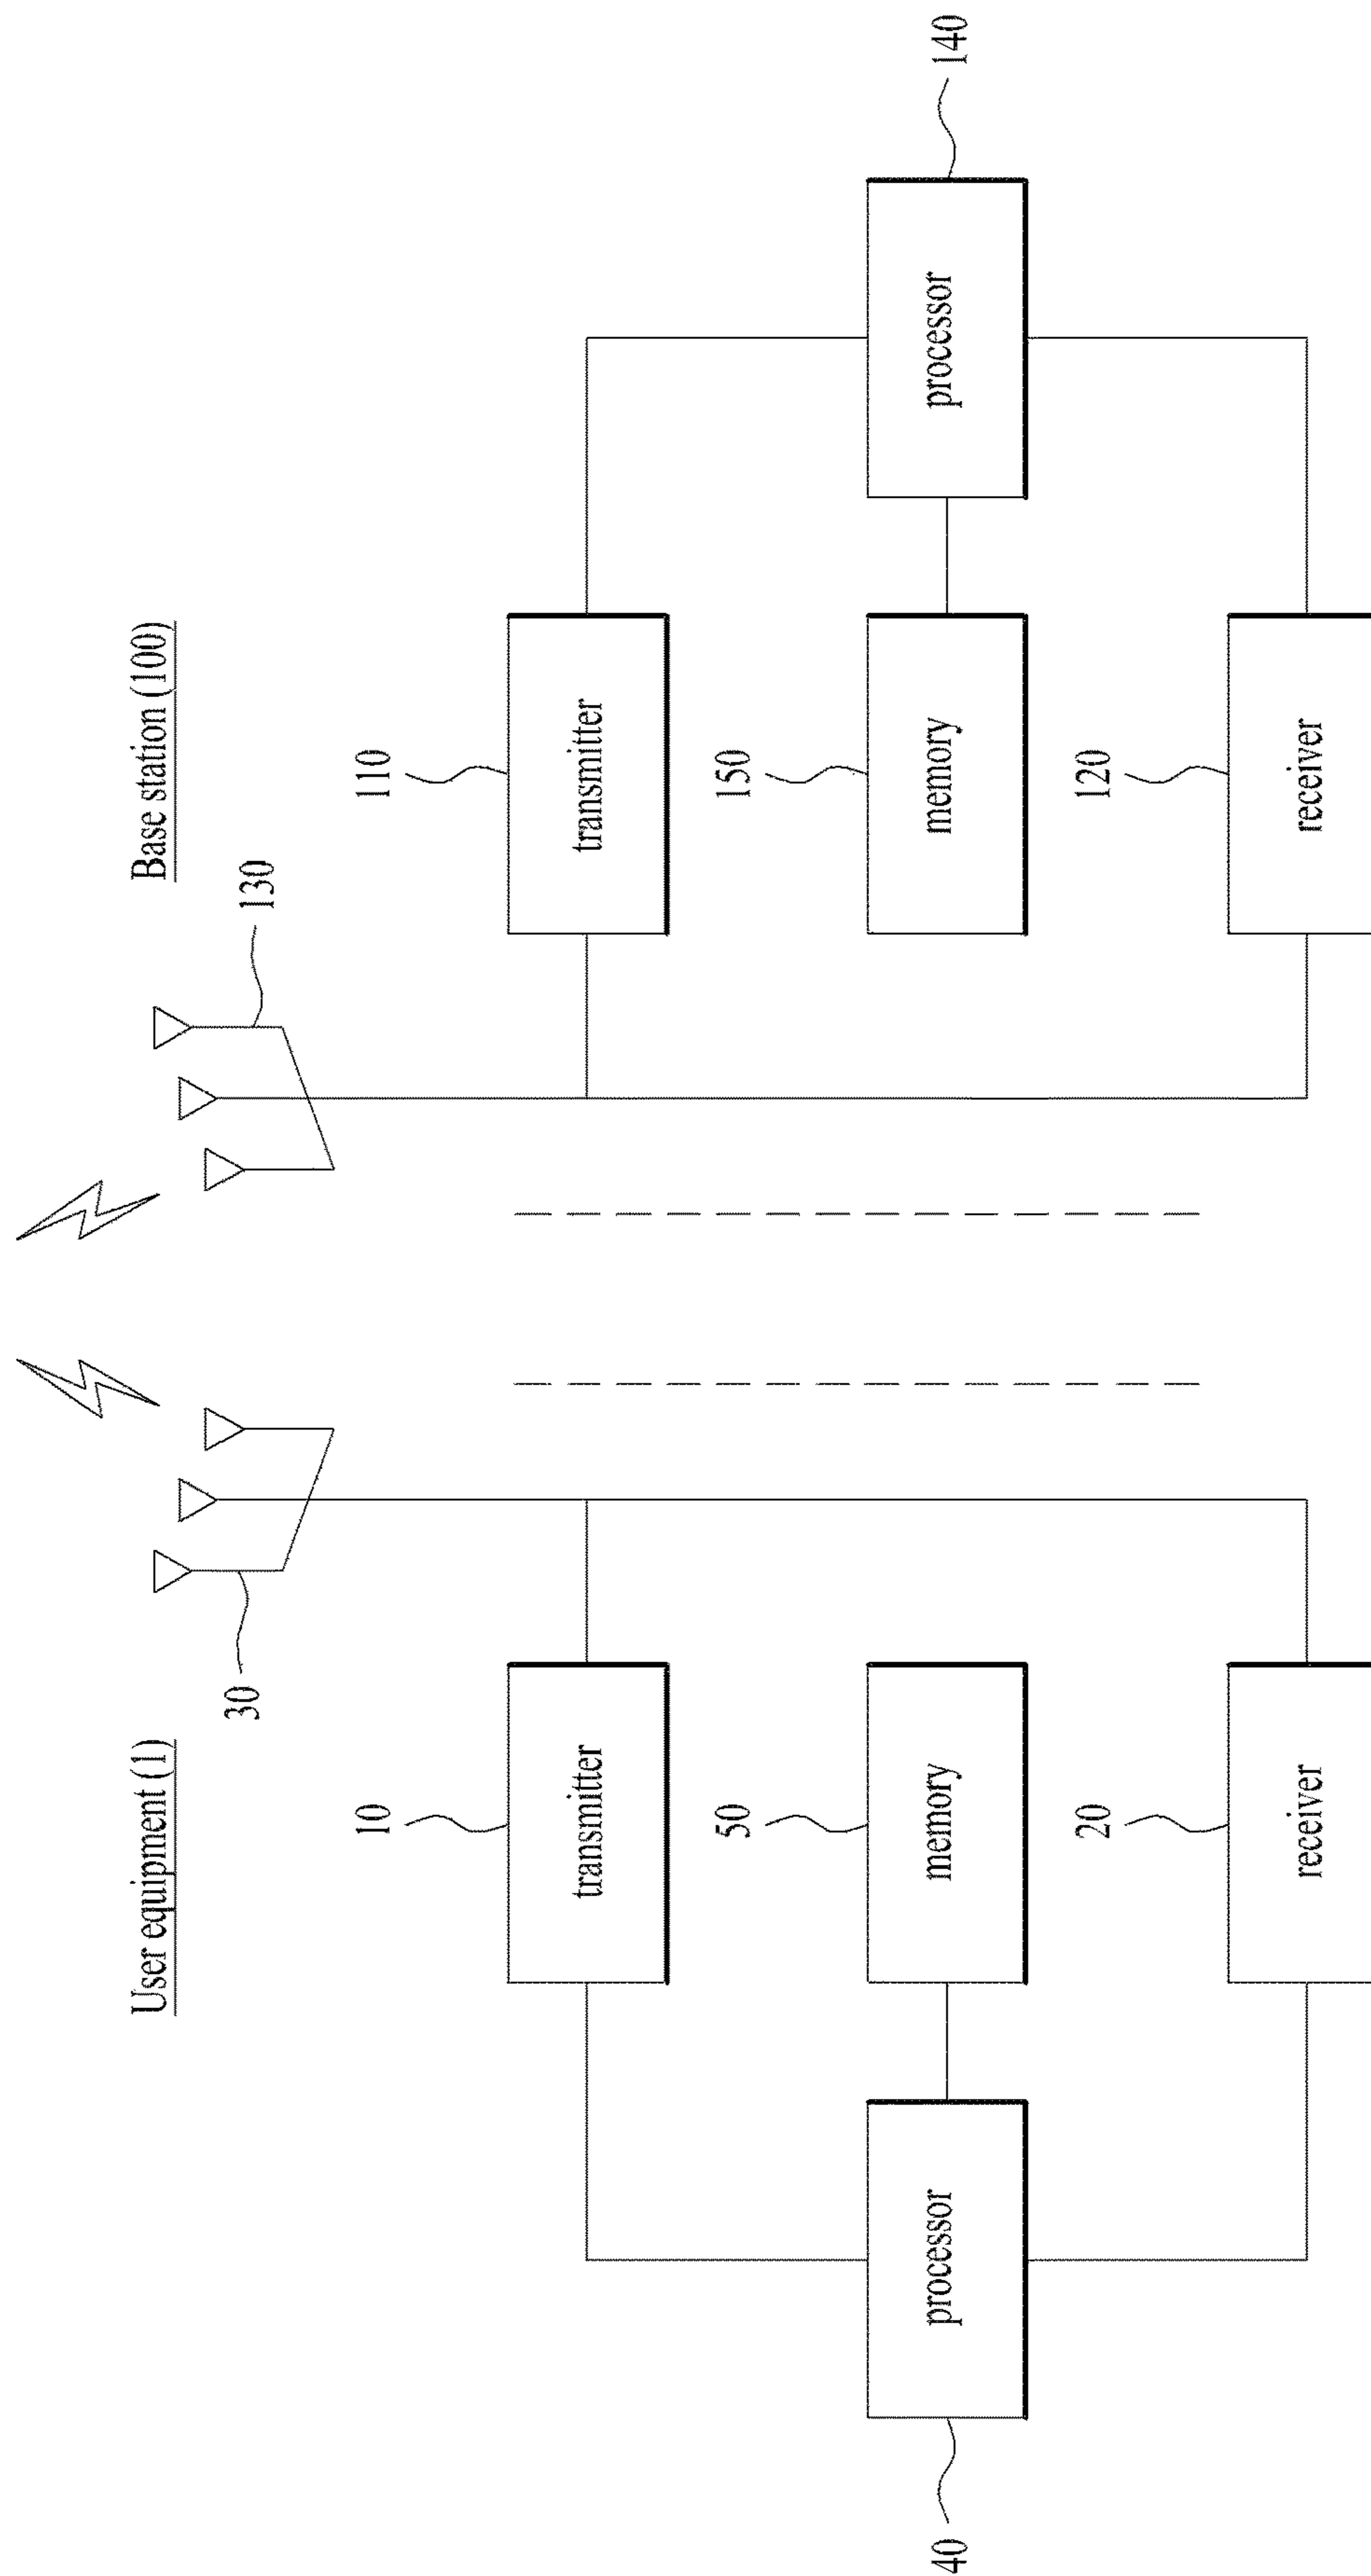 User equipment (1)
Base station (100)
30
130
10
110
transmitter
transmitter
50
150
40
processor
memory
memory
processor
140
20
120
receiver
receiver